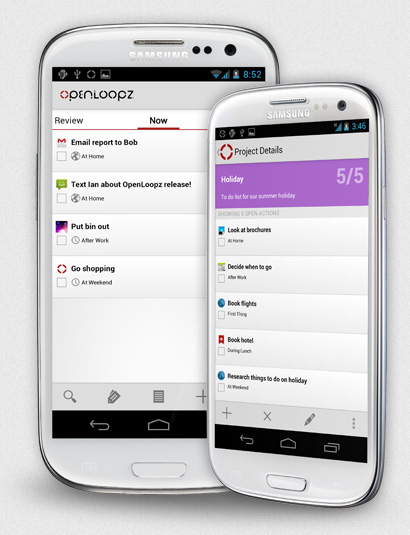 SAMSUNG
8:52
OPENLOOPZ
Review
Now
Email report to Bob
At Home
Text Ian about OpenLoopz release!
At Home
Put bin out
After Work
Go shopping
At Weekend
SAMSUNG
3:46
Project Details
Holiday
5/5
To do list for our summer holiday
SHOWING 5 OPEN ACTIONS
Look at brochures
At Home
Decide when to go
After Work
Book flights
First Thing
Book hotel
During Lunch
Research things to do on holiday
At Weekend